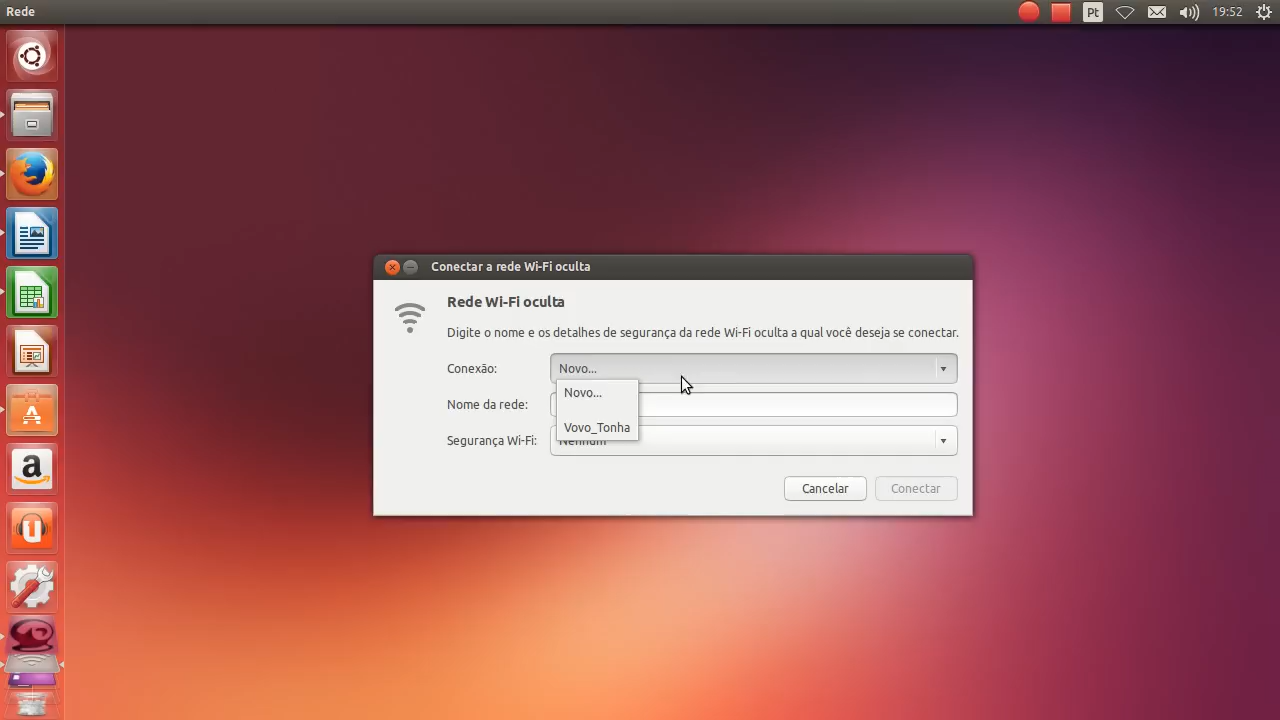 Rede
Pt
19:52
Conectar a rede Wi-Fi oculta
Rede Wi-Fi oculta
Digite o nome e os detalhes de segurança da rede Wi-Fi oculta a qual você deseja se conectar.
Conexão: Novo...
Novo...
Nome da rede:
Vovo_Tonha
Segurança Wi-Fi: Nenhum
Cancelar Conectar